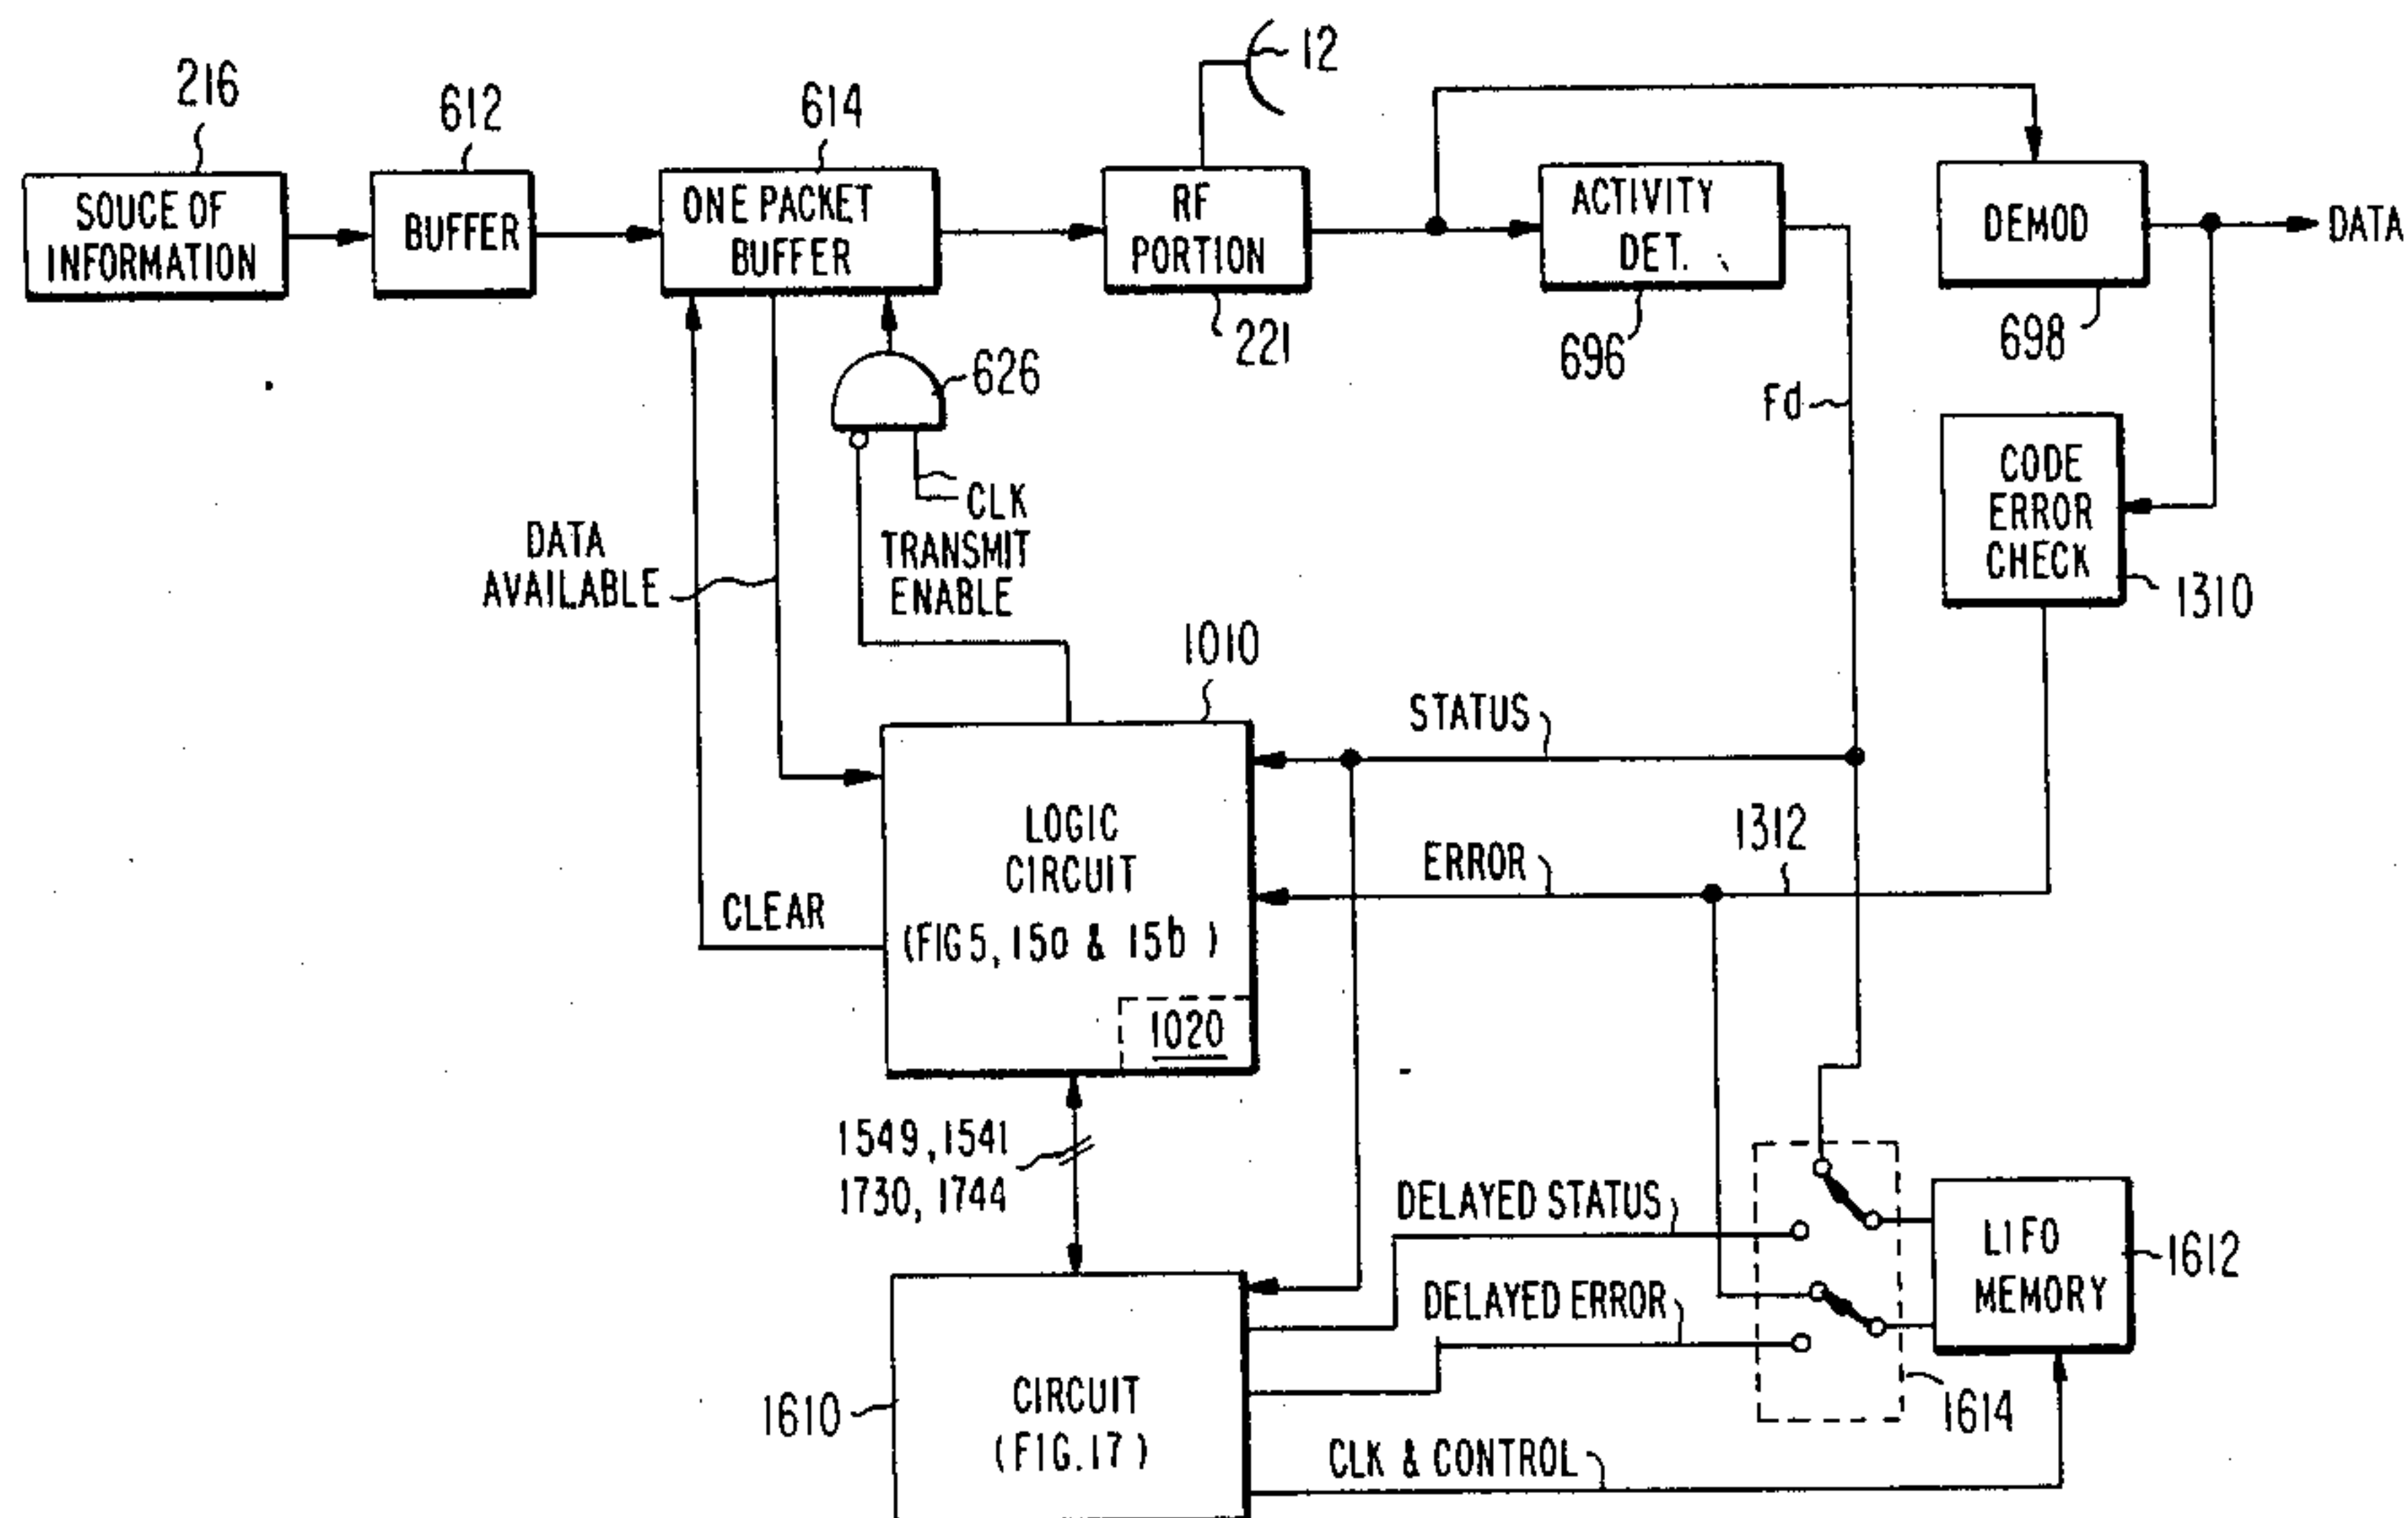 12
216
612
614
SOUCE OF
INFORMATION
BUFFER
ONE PACKET
BUFFER
RF
PORTION
ACTIVITY
DET.
DEMOD
DATA
221
696
698
626
Fd
CLK
CODE
ERROR
CHECK
1310
DATA
AVAILABLE
TRANSMIT
ENABLE
1010
STATUS
1312
ERROR
LOGIC
CIRCUIT
(FIG 5, 15a & 15b )
CLEAR
1020
1549, 1541
1730, 1744
DELAYED STATUS
LIFO
MEMORY
1612
DELAYED ERROR
1610
CIRCUIT
(FIG. 17 )
1614
CLK & CONTROL